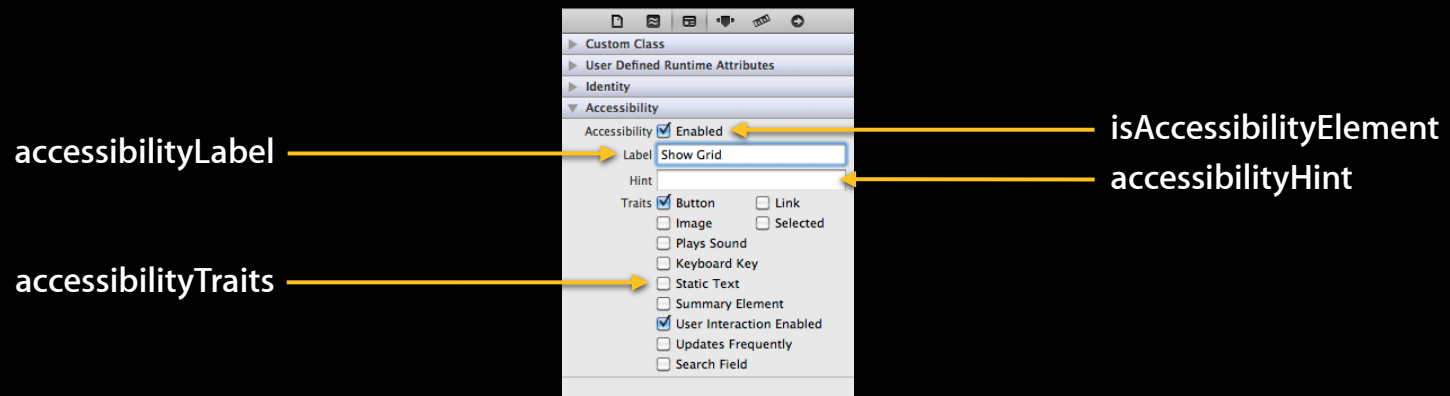 Custom Class
User Defined Runtime Attributes
Identity
Accessibility
Accessibility Enabled
isAccessibilityElement
accessibilityLabel
Label Show Grid
accessibilityHint
Hint
Traits Button Link
Image Selected
Plays Sound
Keyboard Key
accessibilityTraits
Static Text
Summary Element
User Interaction Enabled
Updates Frequently
Search Field